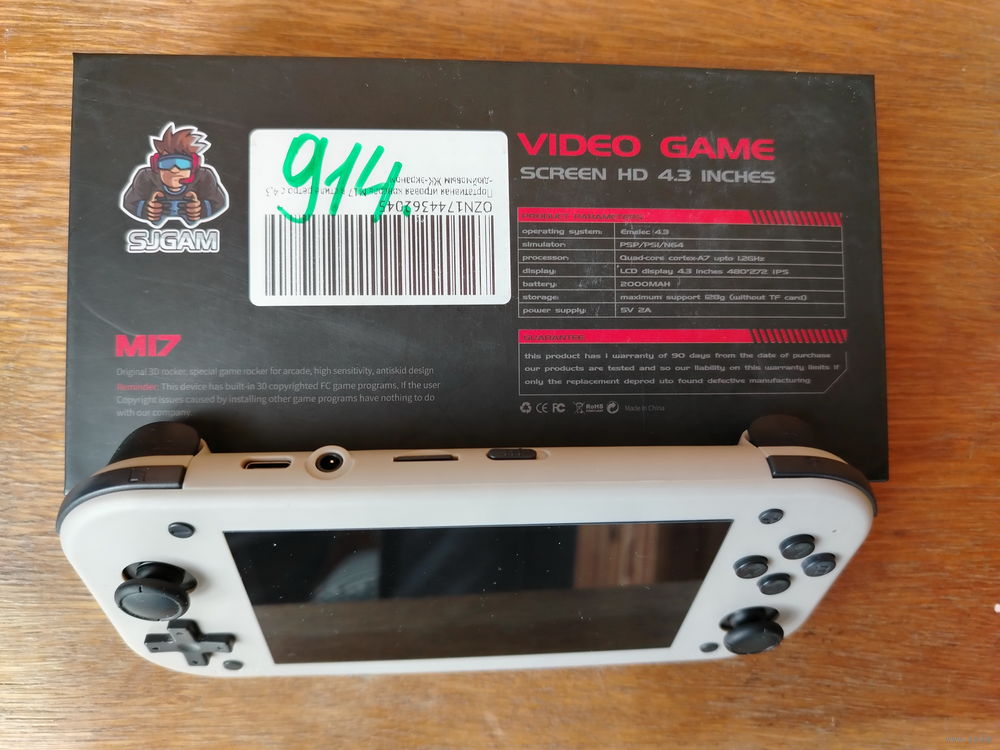 SJGAM
914.
Портативная игровая консоль M17 в стиле ретро с 4.3
-дюймовым ЖК-экраном
OZN1744362045
VIDEO GAME
SCREEN HD 4.3 INCHES
PRODUCT PARAMETERS
operating system: Emelec 4.3
simulator: PSP/PS1/N64
processor: Quad-core cortex-A7 upto 1.2GHz
display: LCD display 4.3 inches 480*272 IPS
battery: 2000MAH
storage: maximum support 128g (without TF card)
power supply: 5V 2A
GUARANTEE
this product has 1 warranty of 90 days from the date of purchase
our products are tested and so our liability on this warranty limits if
only the replacement deprod uto found defective manufacturing
CE FC RoHS Made in China
M17
Original 3D rocker, special game rocker for arcade, high sensitivity, antiskid design
Reminder: This device has built-in 30 copyrighted FC game programs, If the user
Copyright issues caused by installing other game programs have nothing to do
with our company.